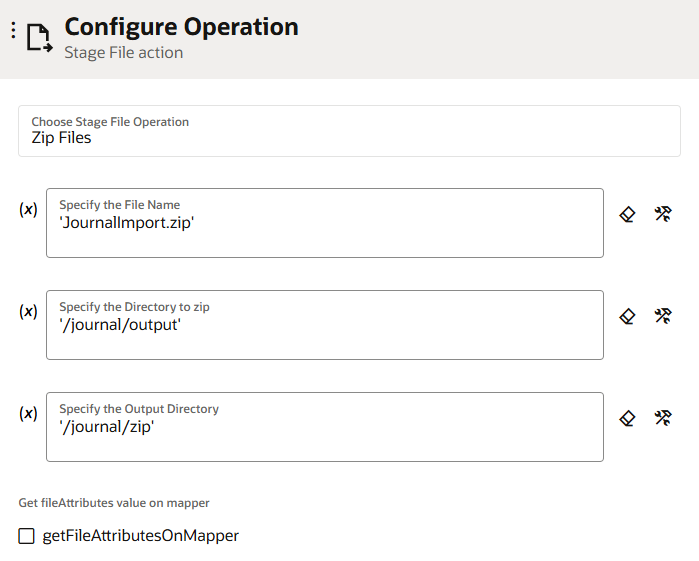 Configure Operation
Stage File action
Choose Stage File Operation
Zip Files
(x)
Specify the File Name
'JournalImport.zip'
(x)
Specify the Directory to zip
'/journal/output'
(x)
Specify the Output Directory
'/journal/zip'
Get fileAttributes value on mapper
getFileAttributesOnMapper